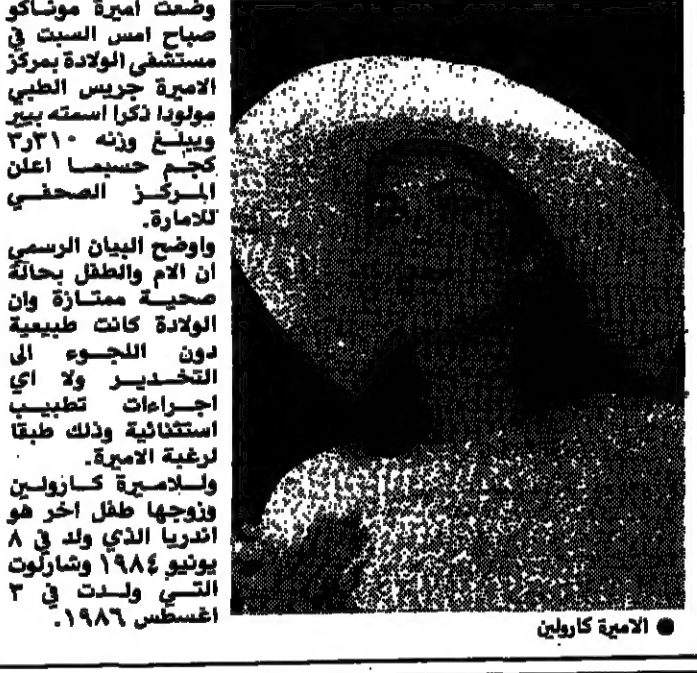 وضعت اميرة موناكو
صباح امس السبت في
مستشفى الولادة بمركز
الاميرة جريس الطبي
مولودا ذكرا اسمته بيير
ويبلغ وزنه ٣١٠ر٣
كجم حسبما اعلن
المركز الصحفي
للامارة.
واوضح البيان الرسمي
ان الام والطفل بحالة
صحية ممتازة وان
الولادة كانت طبيعية
دون اللجوء الى
التخدير ولا اي
اجراءات تطبيب
استثنائية وذلك طبقا
لرغبة الاميرة.
وللاميرة كارولين
وزوجها طفل اخر هو
اندريا الذي ولد في ٨
يونيو ١٩٨٤ وشارلوت
التي ولدت في ٣
اغسطس ١٩٨٦.
● الاميرة كارولين